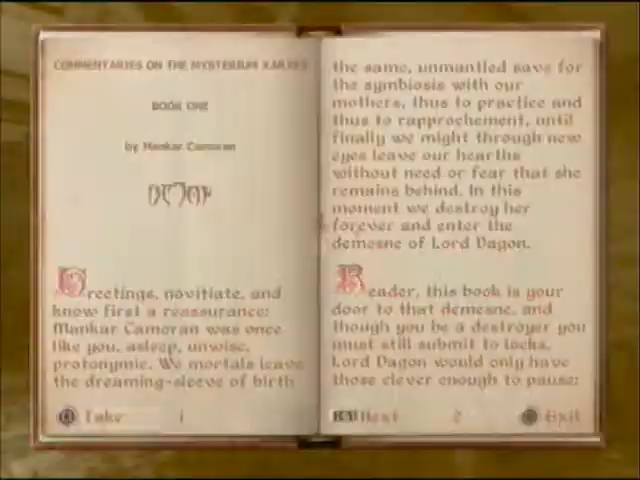 COMMENTARIES ON THE MYSTERIUM XARXES
BOOK ONE
by Mankar Camoran
Greetings, novitiate, and
know first a reassurance:
Mankar Camoran was once
like you, asleep, unwise,
protonymic. We mortals leave
the dreaming-sleeve of birth
Take 1
the same, unmantled save for
the symbiosis with our
mothers, thus to practice and
thus to rapprochement, until
finally we might through new
eyes leave our hearths
without need or fear that she
remains behind. In this
moment we destroy her
forever and enter the
demesne of Lord Dagon.
Reader, this book is your
door to that demesne, and
though you be a destroyer you
must still submit to locks.
Lord Dagon would only have
those clever enough to pause;
Next 2 Exit